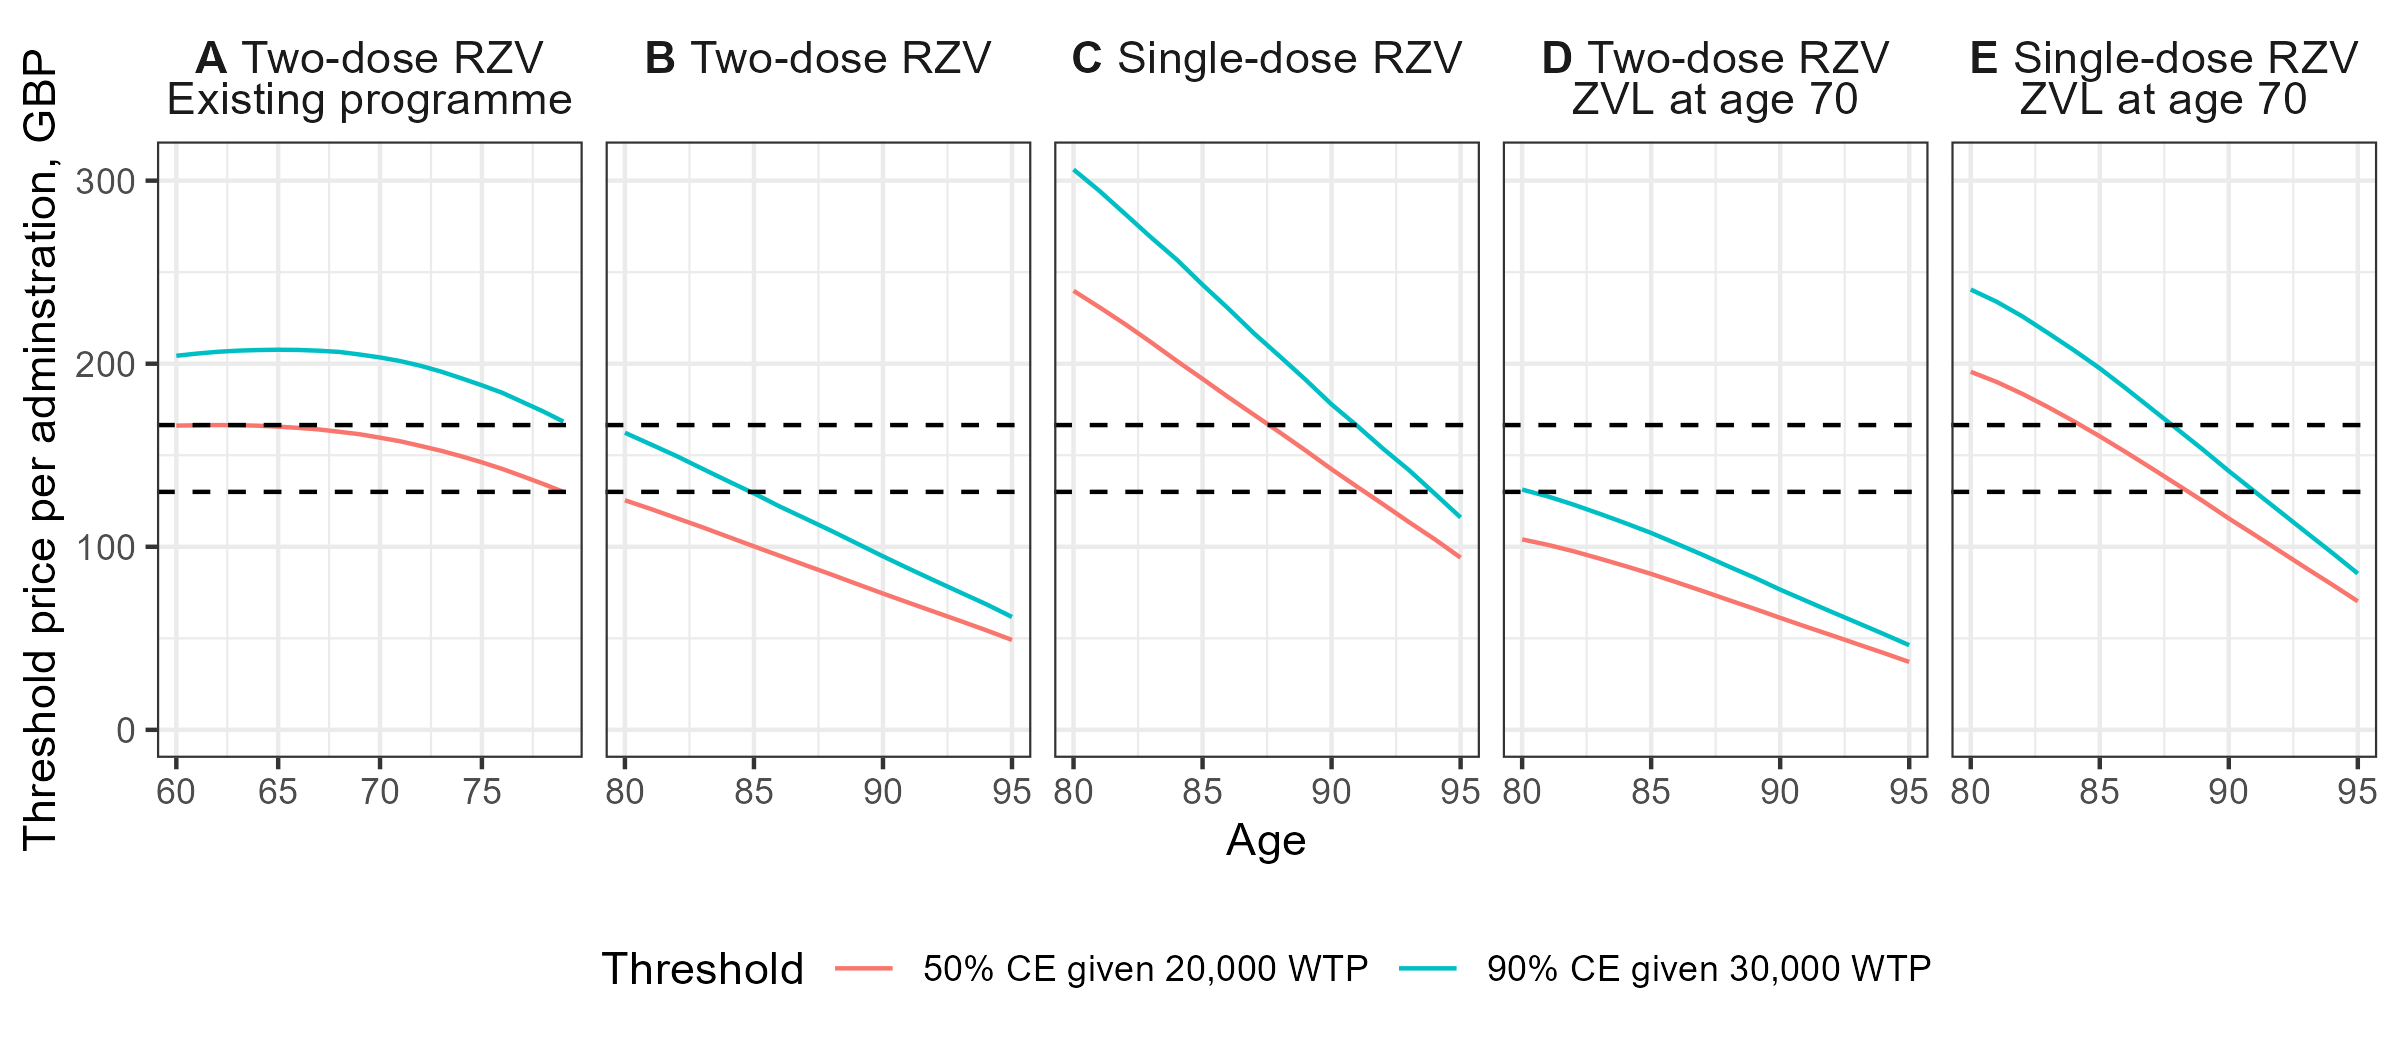 A Two-dose RZV
Existing programme
B Two-dose RZV
C Single-dose RZV
D Two-dose RZV
ZVL at age 70
E Single-dose RZV
ZVL at age 70
Threshold price per adminstration, GBP
300
200
100
0
60 65 70 75
80 85 90 95
80 85 90 95
80 85 90 95
80 85 90 95
Age
Threshold 50% CE given 20,000 WTP 90% CE given 30,000 WTP